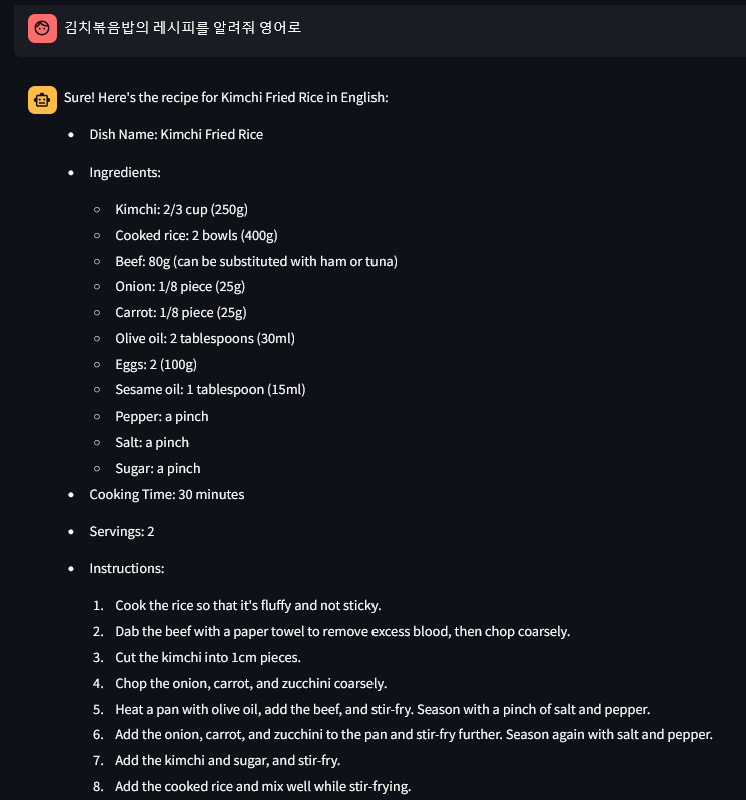 김치볶음밥의 레시피를 알려줘 영어로
Sure! Here's the recipe for Kimchi Fried Rice in English:
• Dish Name: Kimchi Fried Rice
• Ingredients:
○ Kimchi: 2/3 cup (250g)
○ Cooked rice: 2 bowls (400g)
○ Beef: 80g (can be substituted with ham or tuna)
○ Onion: 1/8 piece (25g)
○ Carrot: 1/8 piece (25g)
○ Olive oil: 2 tablespoons (30ml)
○ Eggs: 2 (100g)
○ Sesame oil: 1 tablespoon (15ml)
○ Pepper: a pinch
○ Salt: a pinch
○ Sugar: a pinch
• Cooking Time: 30 minutes
• Servings: 2
• Instructions:
1. Cook the rice so that it's fluffy and not sticky.
2. Dab the beef with a paper towel to remove excess blood, then chop coarsely.
3. Cut the kimchi into 1cm pieces.
4. Chop the onion, carrot, and zucchini coarsely.
5. Heat a pan with olive oil, add the beef, and stir-fry. Season with a pinch of salt and pepper.
6. Add the onion, carrot, and zucchini to the pan and stir-fry further. Season again with salt and pepper.
7. Add the kimchi and sugar, and stir-fry.
8. Add the cooked rice and mix well while stir-frying.